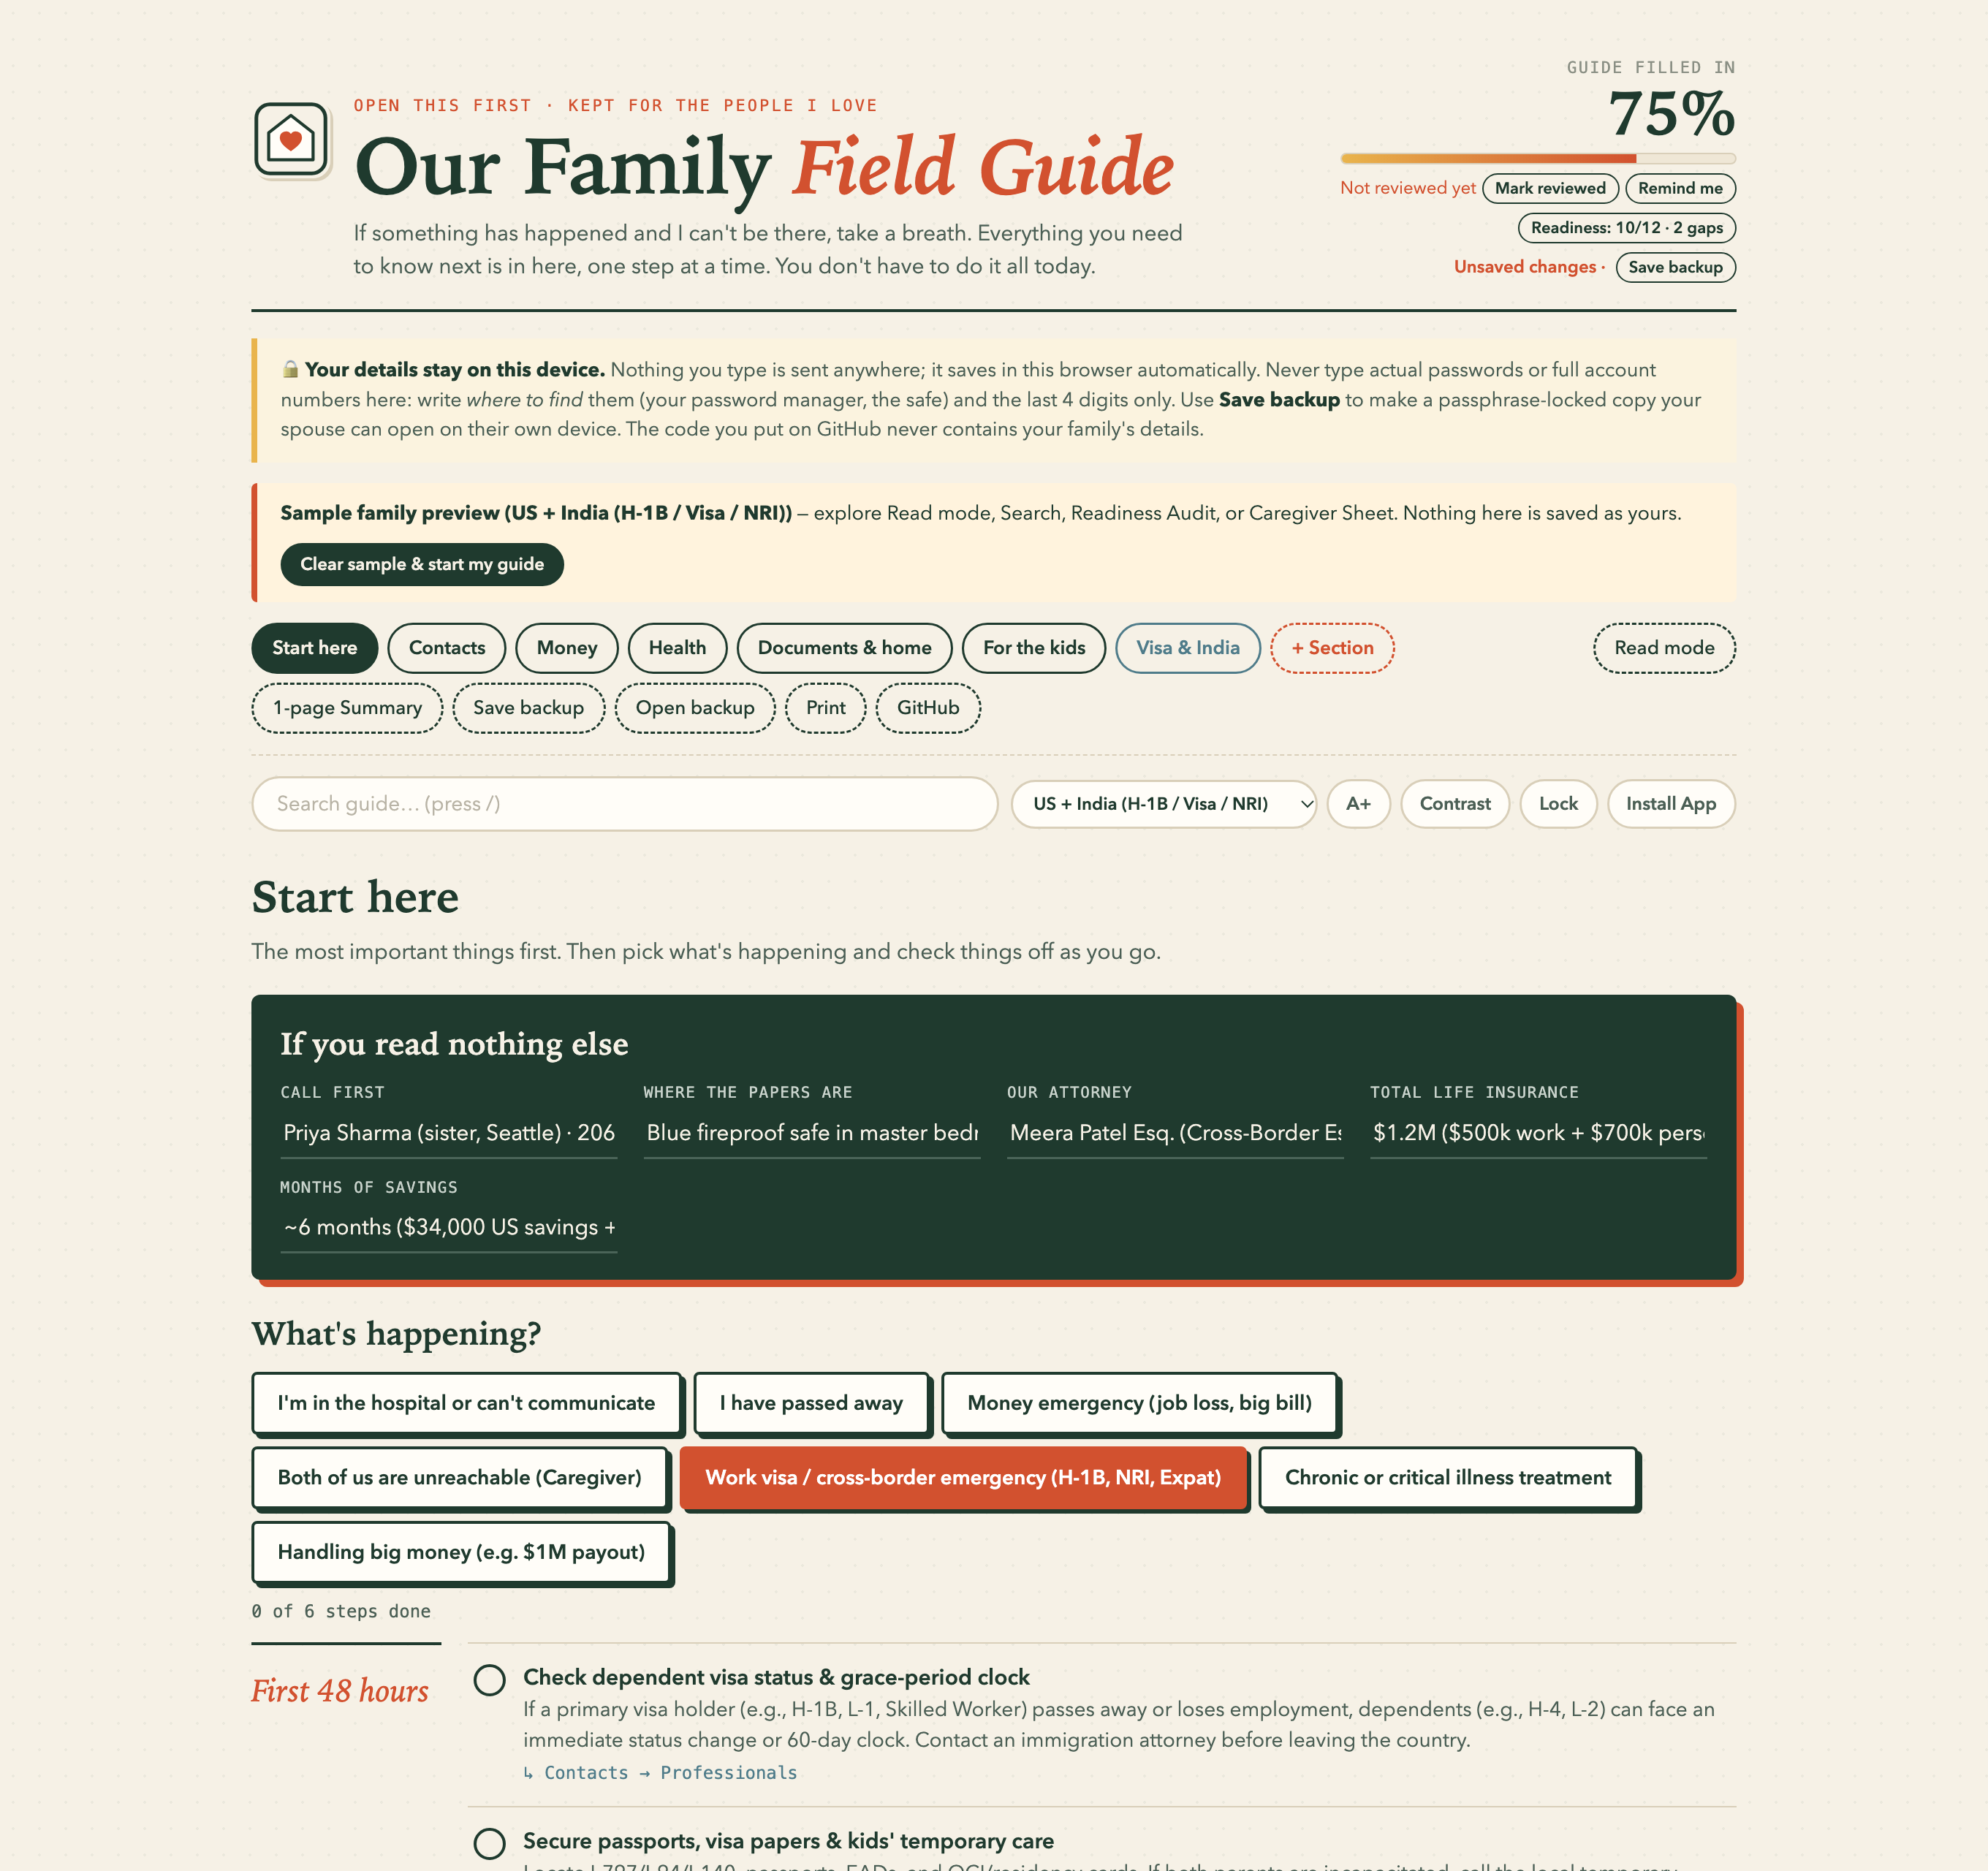 GUIDE FILLED IN
75%
OPEN THIS FIRST · KEPT FOR THE PEOPLE I LOVE
Our Family Field Guide
If something has happened and I can't be there, take a breath. Everything you need
to know next is in here, one step at a time. You don't have to do it all today.
Not reviewed yet Mark reviewed Remind me
Readiness: 10/12 · 2 gaps
Unsaved changes · Save backup
🔒 Your details stay on this device. Nothing you type is sent anywhere; it saves in this browser automatically. Never type actual passwords or full account
numbers here: write where to find them (your password manager, the safe) and the last 4 digits only. Use Save backup to make a passphrase-locked copy your
spouse can open on their own device. The code you put on GitHub never contains your family's details.
Sample family preview (US + India (H-1B / Visa / NRI)) – explore Read mode, Search, Readiness Audit, or Caregiver Sheet. Nothing here is saved as yours.
Clear sample & start my guide
Start here Contacts Money Health Documents & home For the kids Visa & India + Section Read mode
1-page Summary Save backup Open backup Print GitHub
Search guide… (press /) US + India (H-1B / Visa / NRI) A+ Contrast Lock Install App
Start here
The most important things first. Then pick what's happening and check things off as you go.
If you read nothing else
CALL FIRST WHERE THE PAPERS ARE OUR ATTORNEY TOTAL LIFE INSURANCE
Priya Sharma (sister, Seattle) · 206 Blue fireproof safe in master Meera Patel Esq. (Cross-Border $1.2M ($500k work + $700k
MONTHS OF SAVINGS
~6 months ($34,000 US savings +
What's happening?
I'm in the hospital or can't communicate I have passed away Money emergency (job loss, big bill)
Both of us are unreachable (Caregiver) Work visa / cross-border emergency (H-1B, NRI, Expat) Chronic or critical illness treatment
Handling big money (e.g. $1M payout)
0 of 6 steps done
First 48 hours
Check dependent visa status & grace-period clock
If a primary visa holder (e.g., H-1B, L-1, Skilled Worker) passes away or loses employment, dependents (e.g., H-4, L-2) can face an
immediate status change or 60-day clock. Contact an immigration attorney before leaving the country.
↳ Contacts → Professionals
Secure passports, visa papers & kids' temporary care